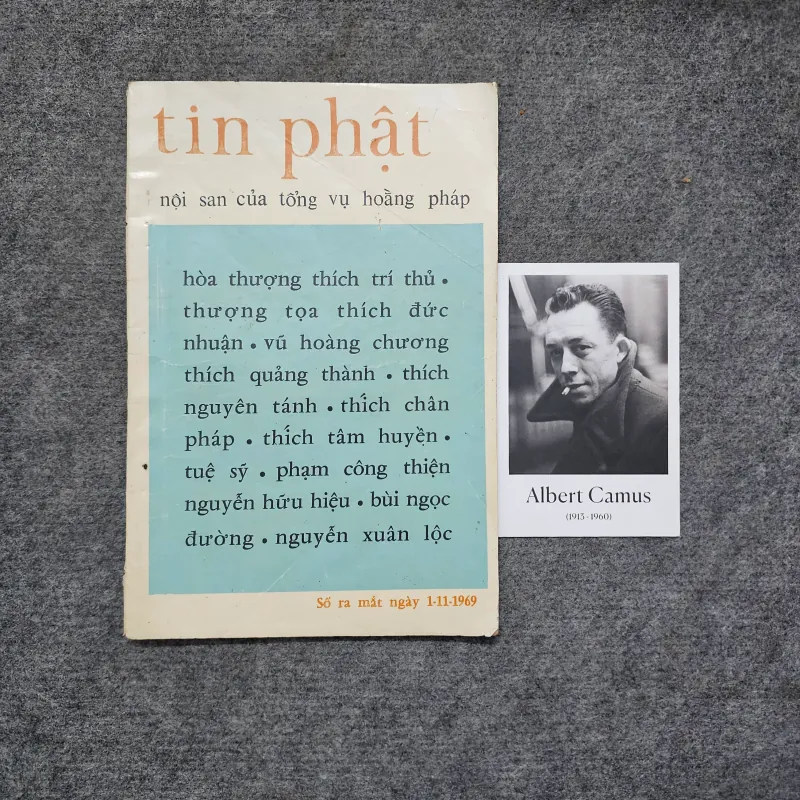 tin phật
nội san của tổng vụ hoằng pháp
hòa thượng thích trí thủ •
thượng tọa thích đức
nhuận • vũ hoàng chương
thích quảng thành • thích
nguyên tánh • thích chân
pháp • thích tâm huyện •
tuệ sỹ • phạm công thiện
nguyễn hữu hiệu • bùi ngọc
đường • nguyễn xuân lộc
Số ra mắt ngày 1-11-1969
Albert Camus
(1913-1960)